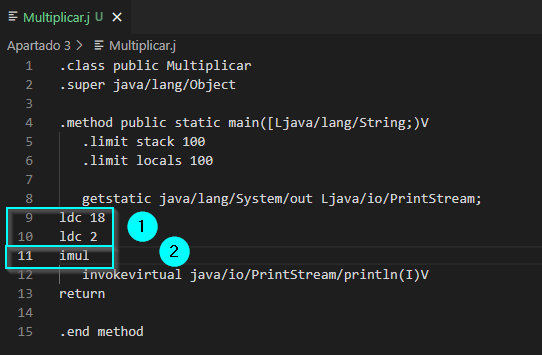 Multiplicar.j U
Apartado 3 > Multiplicar.j
1 .class public Multiplicar
2 .super java/lang/Object
3
4 .method public static main([Ljava/lang/String;)V
5 .limit stack 100
6 .limit locals 100
7
8 getstatic java/lang/System/out Ljava/io/PrintStream;
9 ldc 18
10 ldc 2
1
11 imul
2
12 invokevirtual java/io/PrintStream/println(I)V
13 return
14
15 .end method